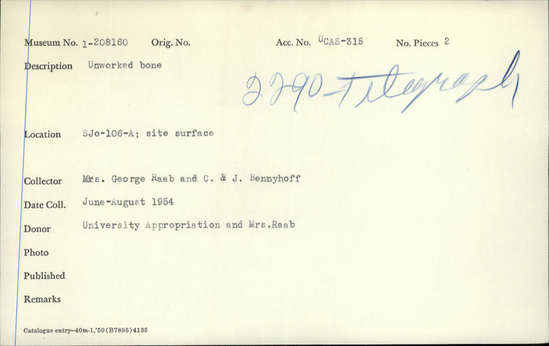 Museum No. 1-208160 Orig. No. Acc. No. UCAS-315 No. Pieces 2
Description Unworked bone
2290 Telegraph
Location SJo-106-A; site surface
Collector Mrs. George Raab and C. & J. Bennyhoff
Date Coll. June-August 1954
Donor University Appropriation and Mrs.Raab
Photo
Published
Remarks
Catalogue entry—40m-1,'50(B7895)4135